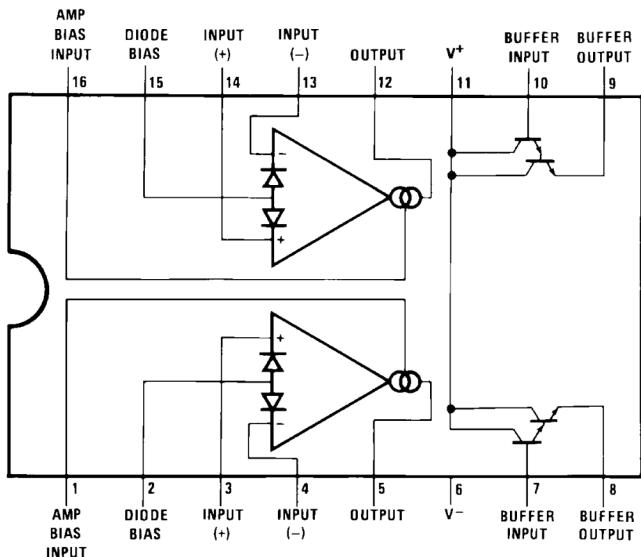 AMP BIAS INPUT
DIODE BIAS
INPUT (+)
INPUT (−)
OUTPUT
V+
BUFFER INPUT
BUFFER OUTPUT
16 15 14 13 12 11 10 9
−
+
+
−
1 2 3 4 5 6 7 8
AMP BIAS INPUT
DIODE BIAS
INPUT (+)
INPUT (−)
OUTPUT
V−
BUFFER INPUT
BUFFER OUTPUT